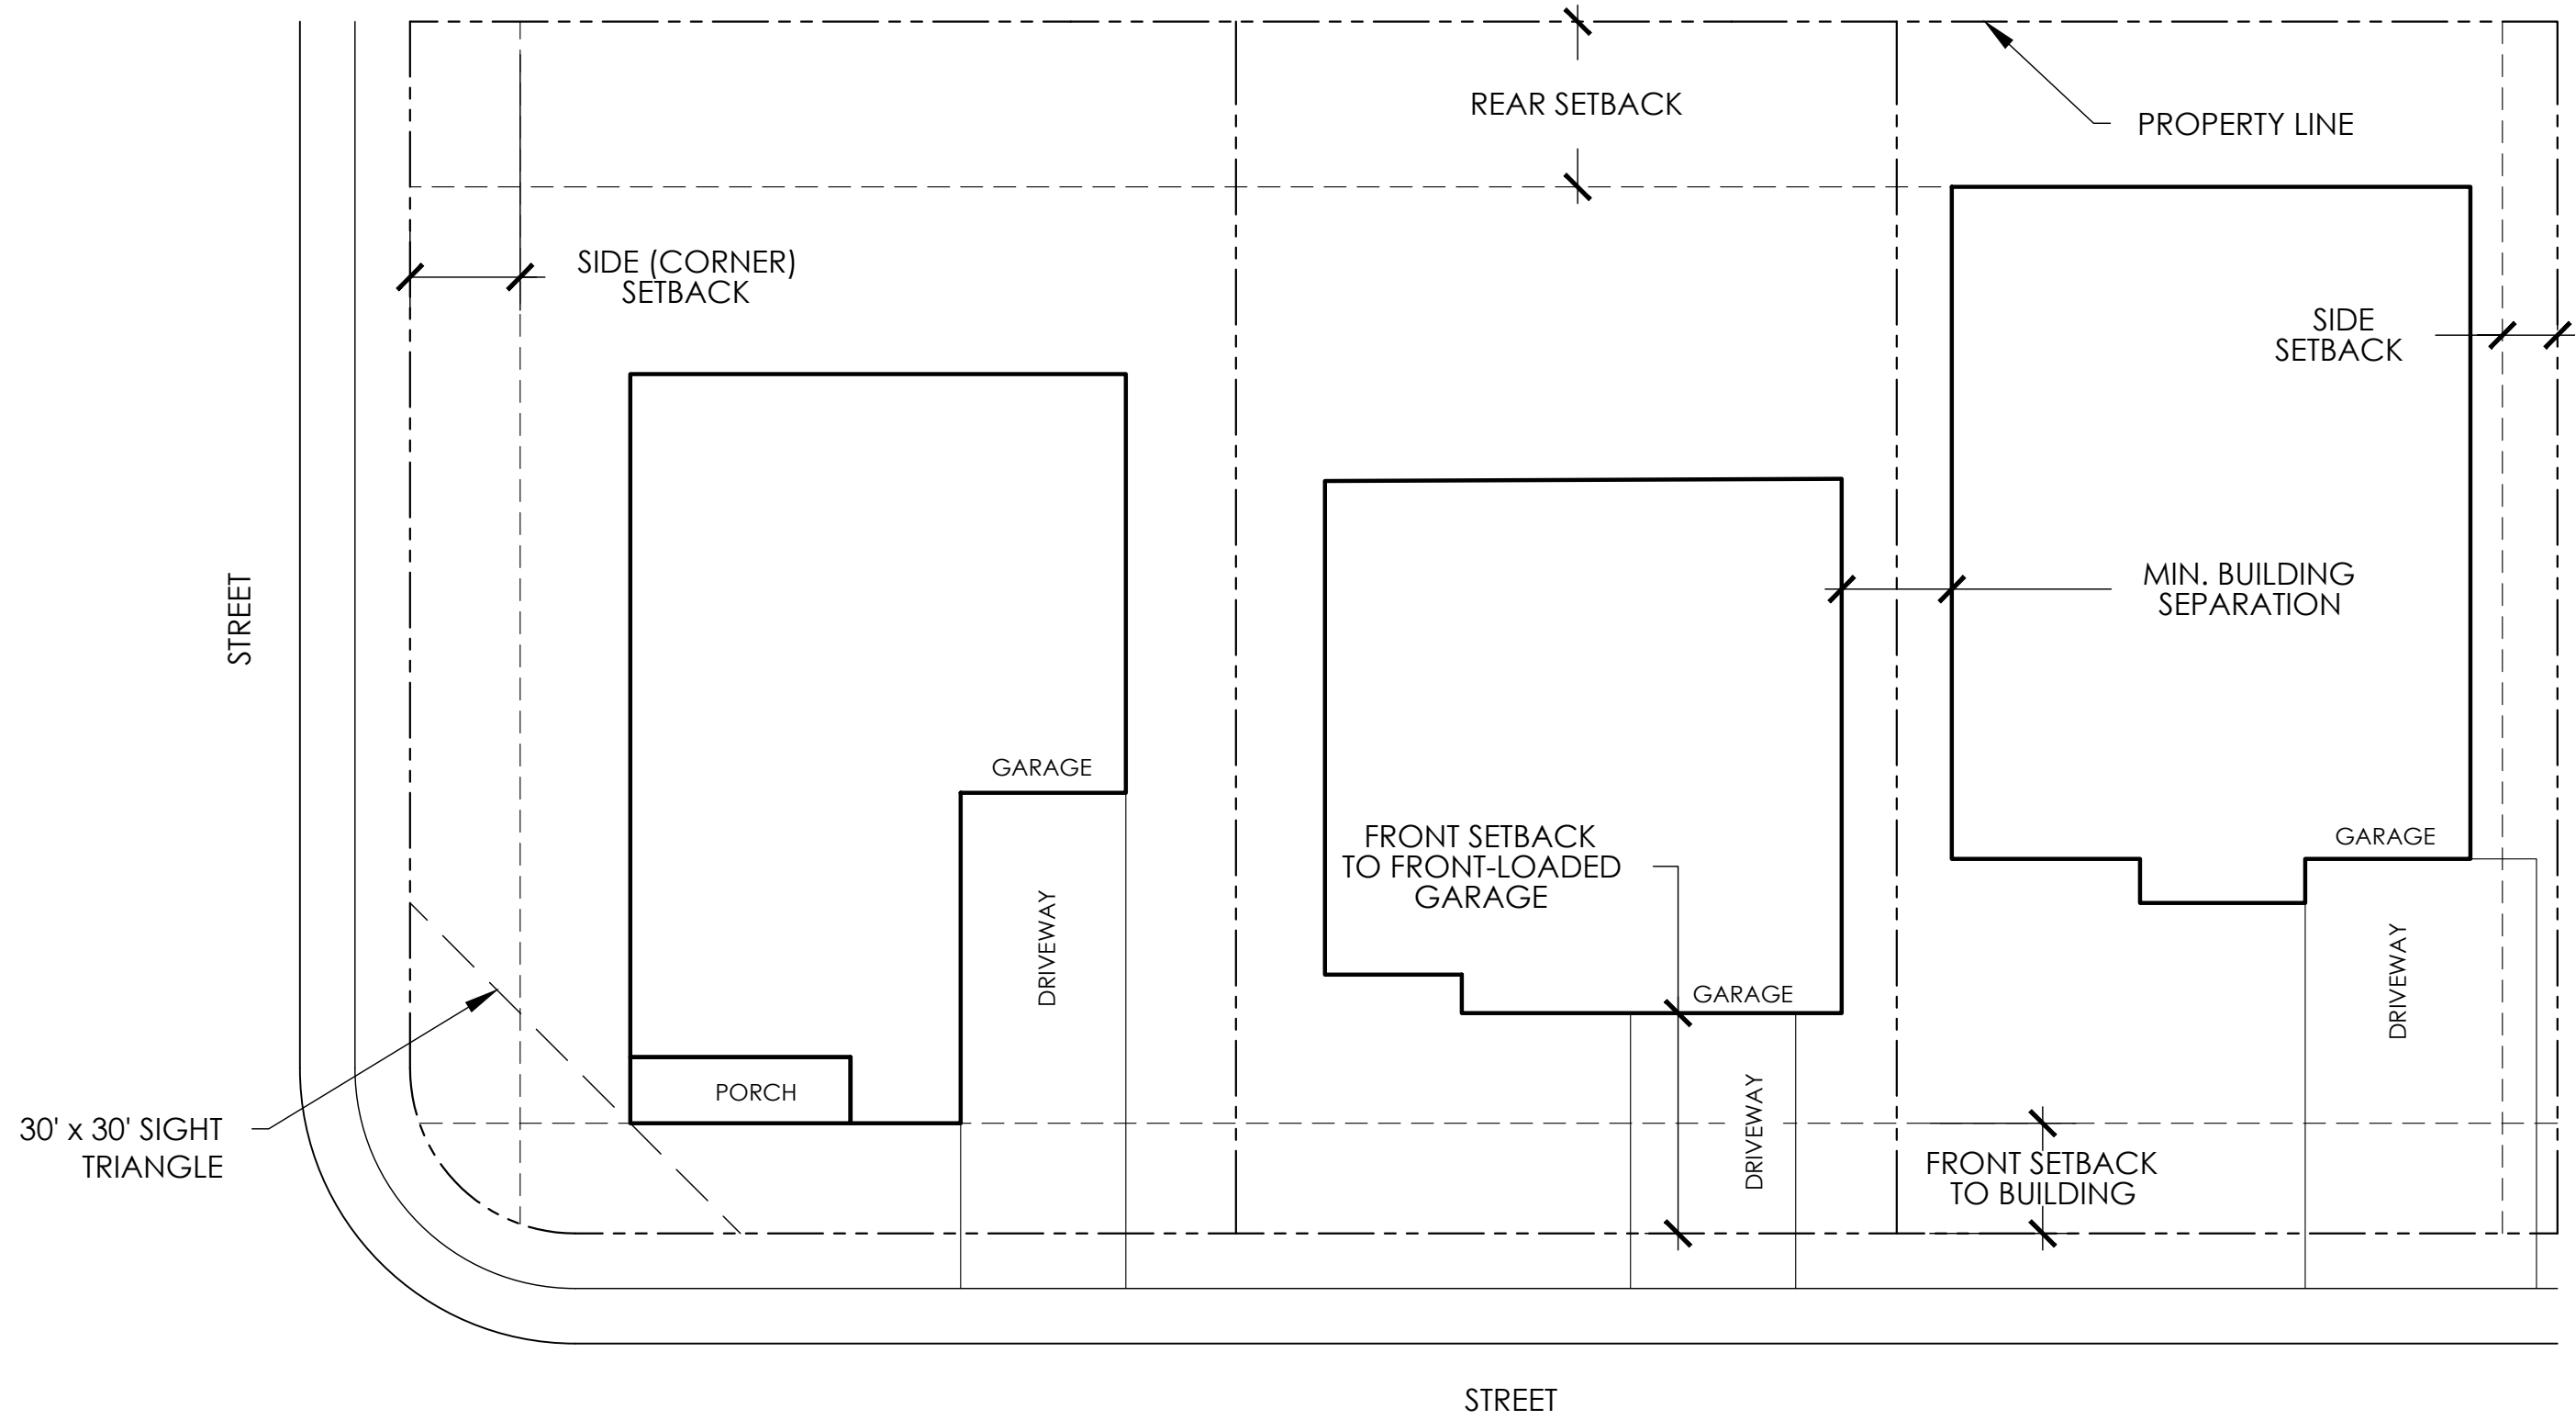 REAR SETBACK
PROPERTY LINE
SIDE (CORNER)
SETBACK
SIDE
SETBACK
STREET
MIN. BUILDING
SEPARATION
GARAGE
FRONT SETBACK
TO FRONT-LOADED
GARAGE
GARAGE
DRIVEWAY
DRIVEWAY
GARAGE
PORCH
DRIVEWAY
30' x 30' SIGHT
TRIANGLE
FRONT SETBACK
TO BUILDING
STREET